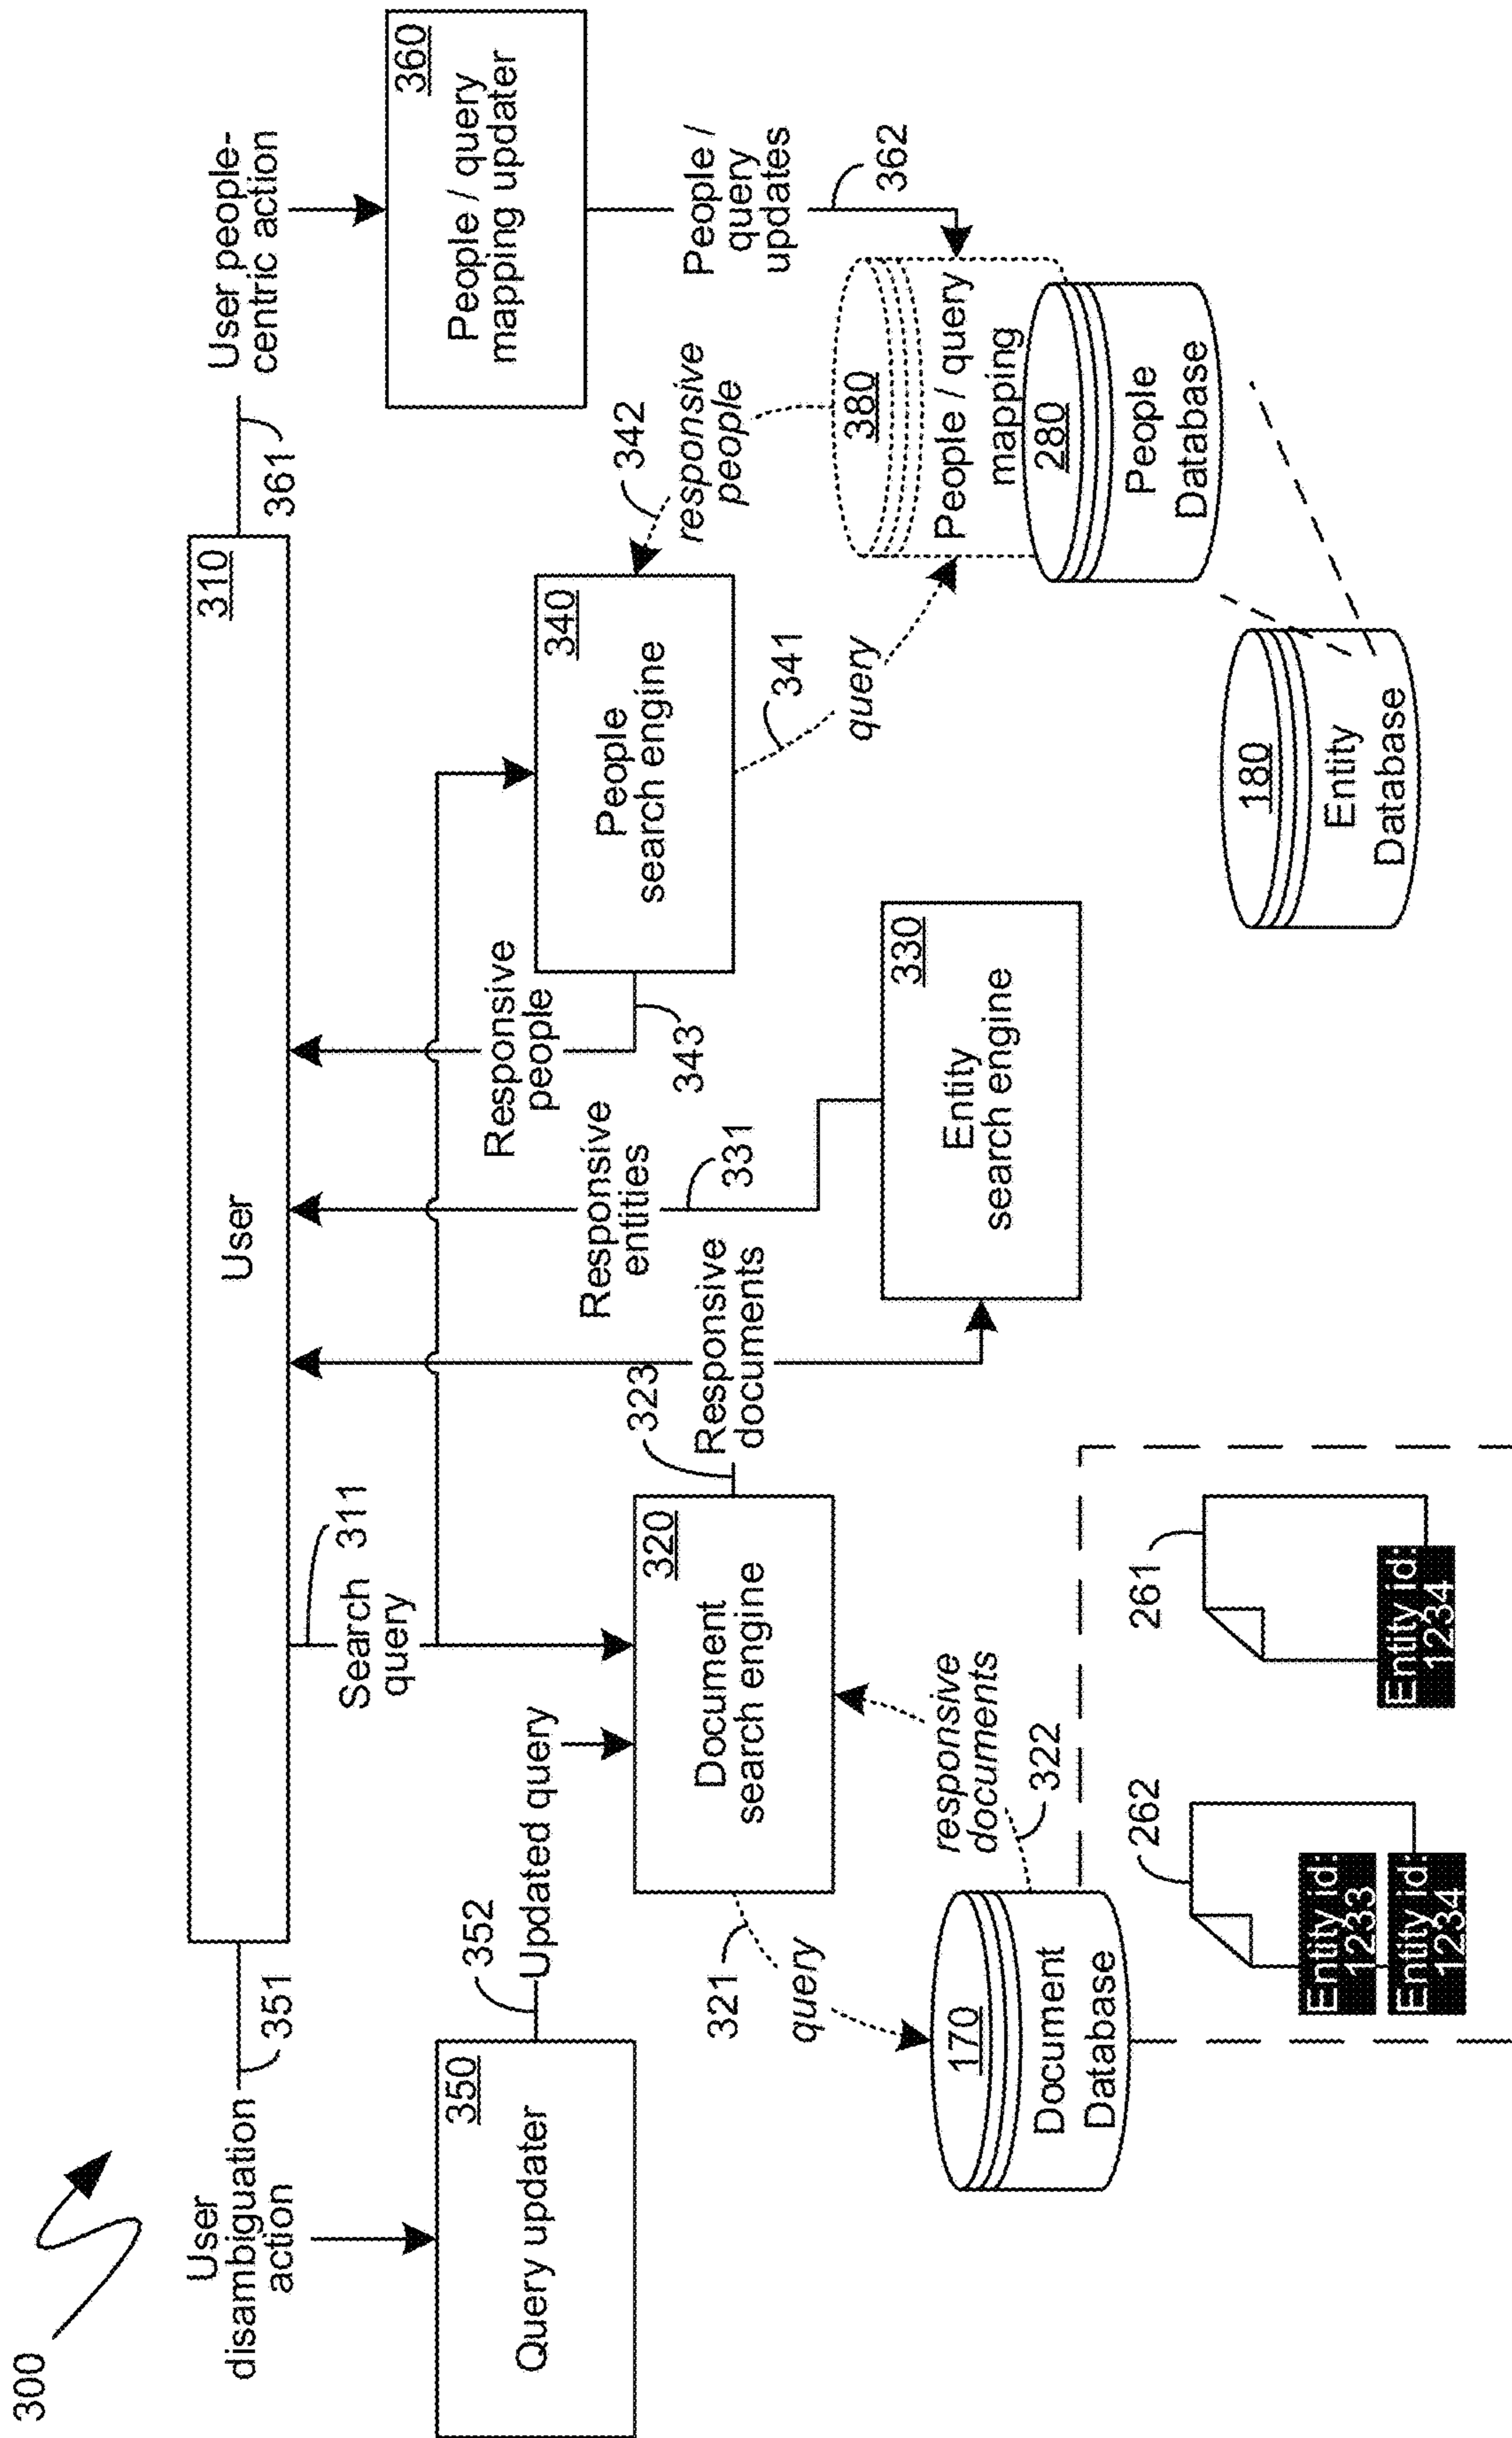 300
User
disambiguation
action
351
310
User
361
User people-
centric action
350
Query updater
352
Updated query
311
Search
query
320
Document
search engine
323
Responsive
documents
Responsive
entities
331
Responsive
people
343
340
People
search engine
342
responsive
people
341
query
360
People / query
mapping updater
People /
query
updates
362
330
Entity
search engine
321
query
responsive
documents
322
170
Document
Database
380
People / query
mapping
280
People
Database
180
Entity
Database
262
Entity id:
1233
Entity id:
1234
261
Entity id:
1234